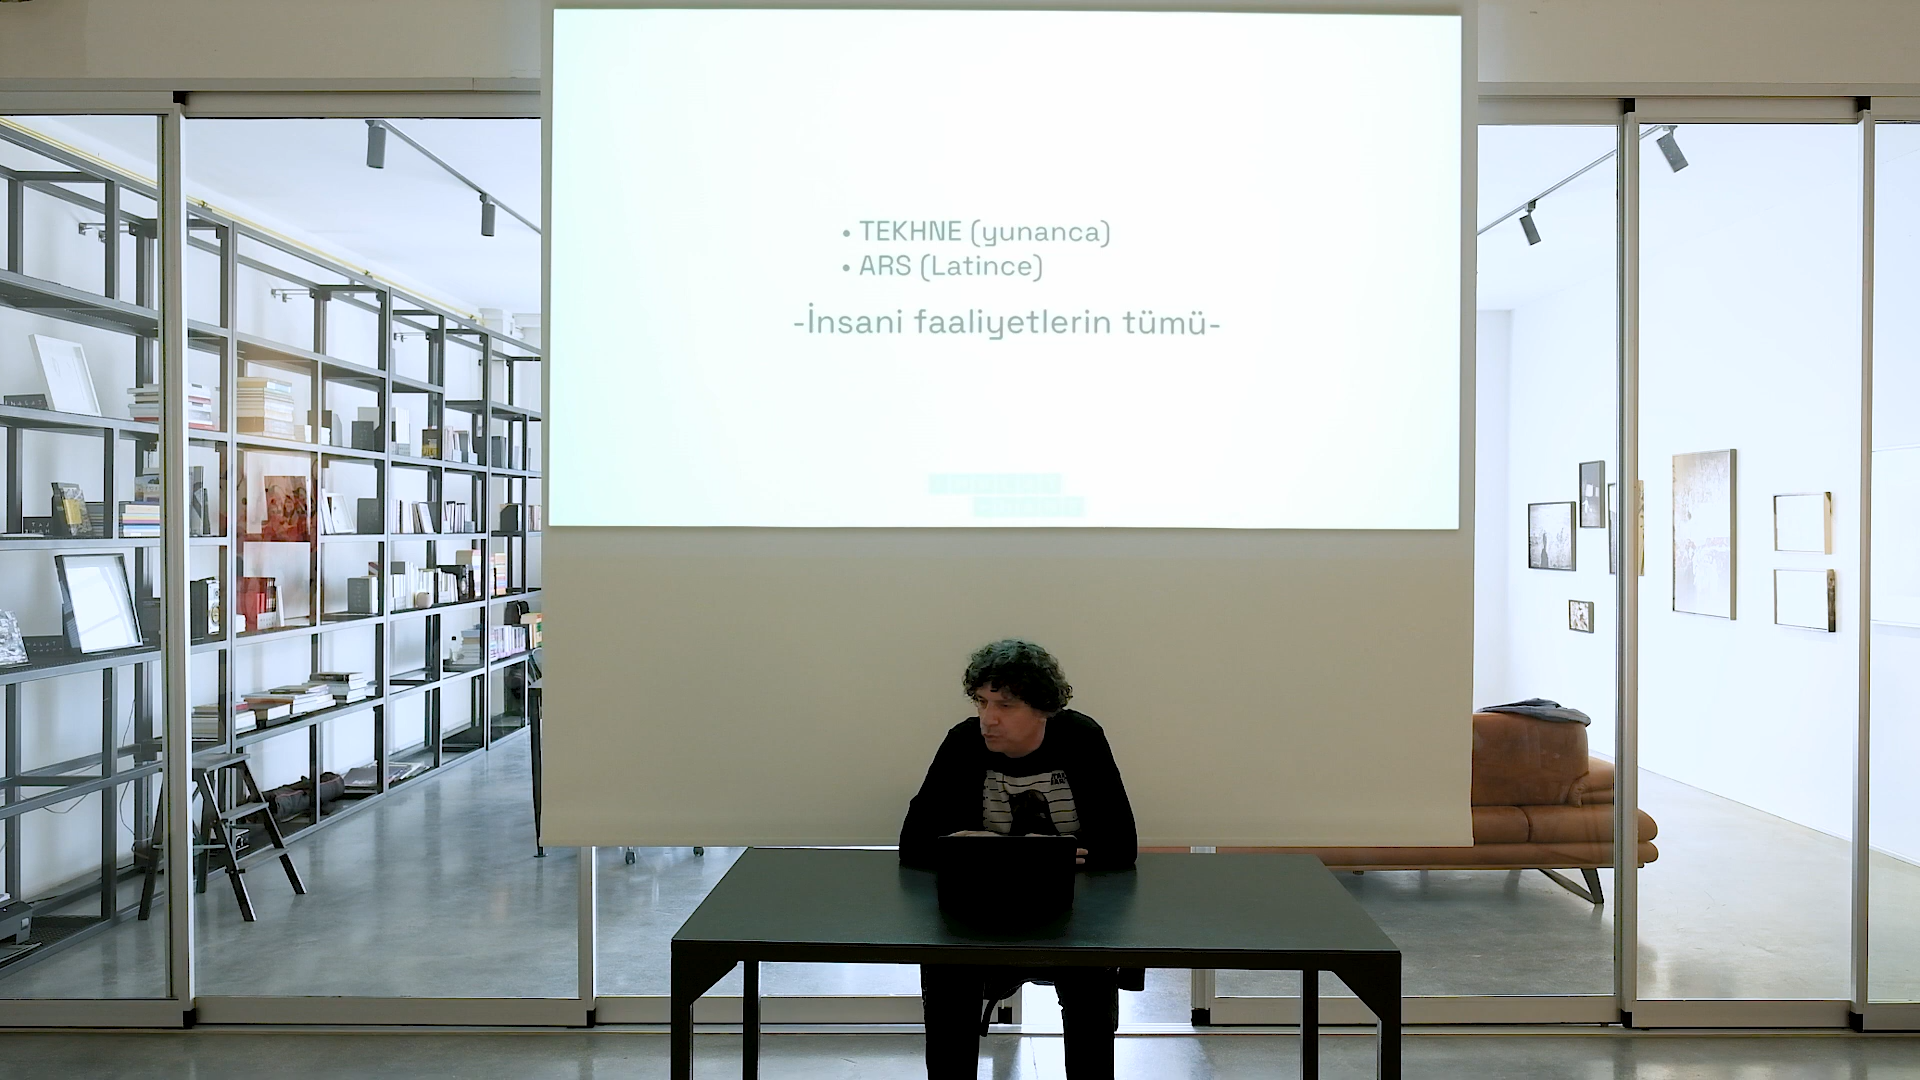 • TEKHNE (yunanca)
• ARS (Latince)
-İnsani faaliyetlerin tümü-